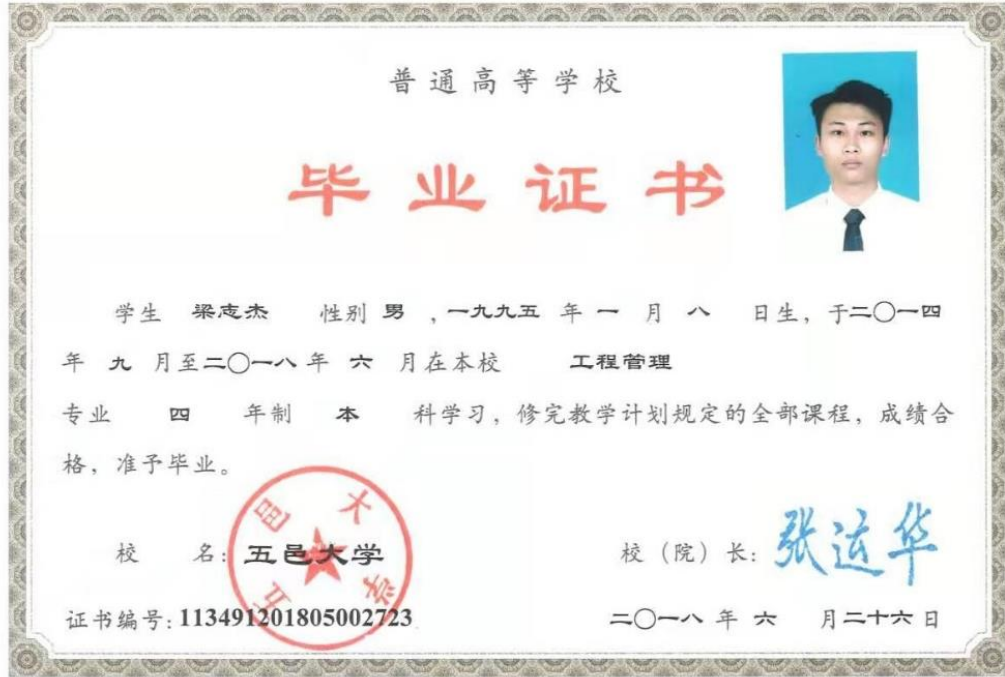 普通高等学校
毕业证书
学生 梁志杰 性别 男 ,一九九五 年 一 月 八 日生,于二〇一四
年 九 月至二〇一八 年 六 月在本校 工程管理
专业 四 年制 本 科学习,修完教学计划规定的全部课程,成绩合
格,准予毕业。
五邑大学
校 名:五邑大学
校(院)长:张运华
证书编号:113491201805002723
二〇一八 年 六 月二十六日